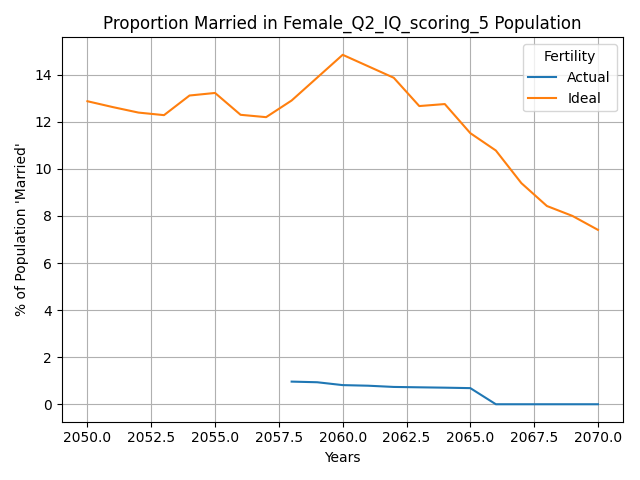 Proportion Married in Female_Q2_IQ_scoring_5 Population
Fertility
Actual
Ideal
% of Population 'Married'
14
12
10
8
6
4
2
0
2050.0 2052.5 2055.0 2057.5 2060.0 2062.5 2065.0 2067.5 2070.0
Years